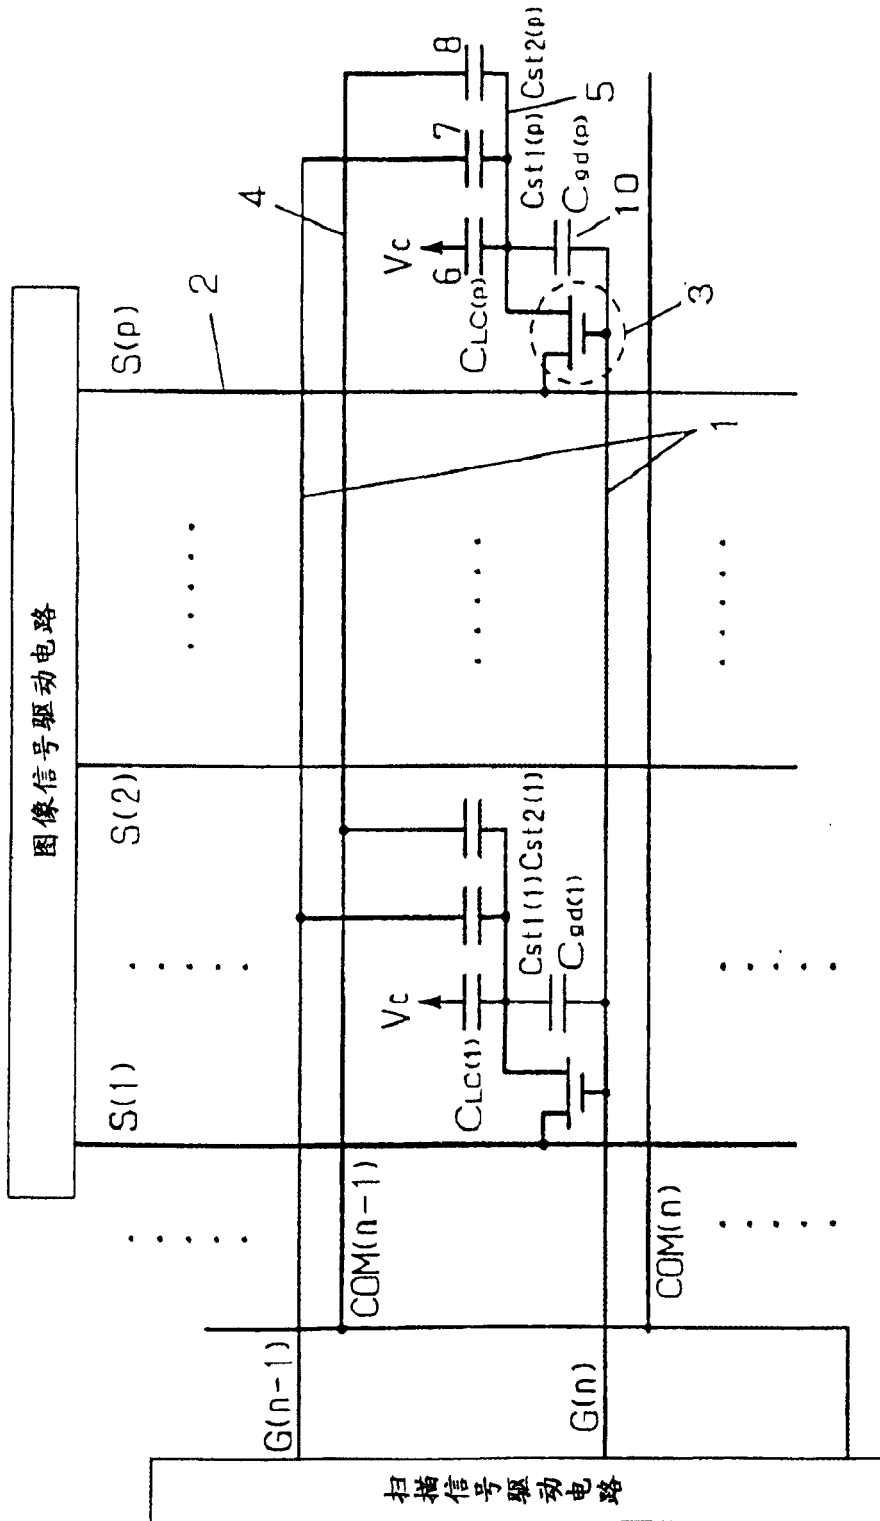 图像信号驱动电路
S(1)
S(2)
S(p)
2
G(n-1)
COM(n-1)
4
Vc
CLC(1)
Cst1(1)
Cst2(1)
Cgd(1)
Vc
6
7
8
CLC(p)
Cst1(p)
Cst2(p)
5
Cgd(p)
10
3
G(n)
COM(n)
1
扫描信号驱动电路